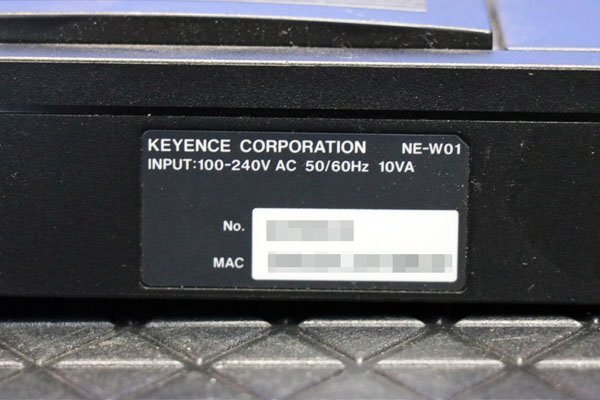 KEYENCE CORPORATION NE-W01
INPUT:100-240V AC 50/60Hz 10VA
No.
MAC